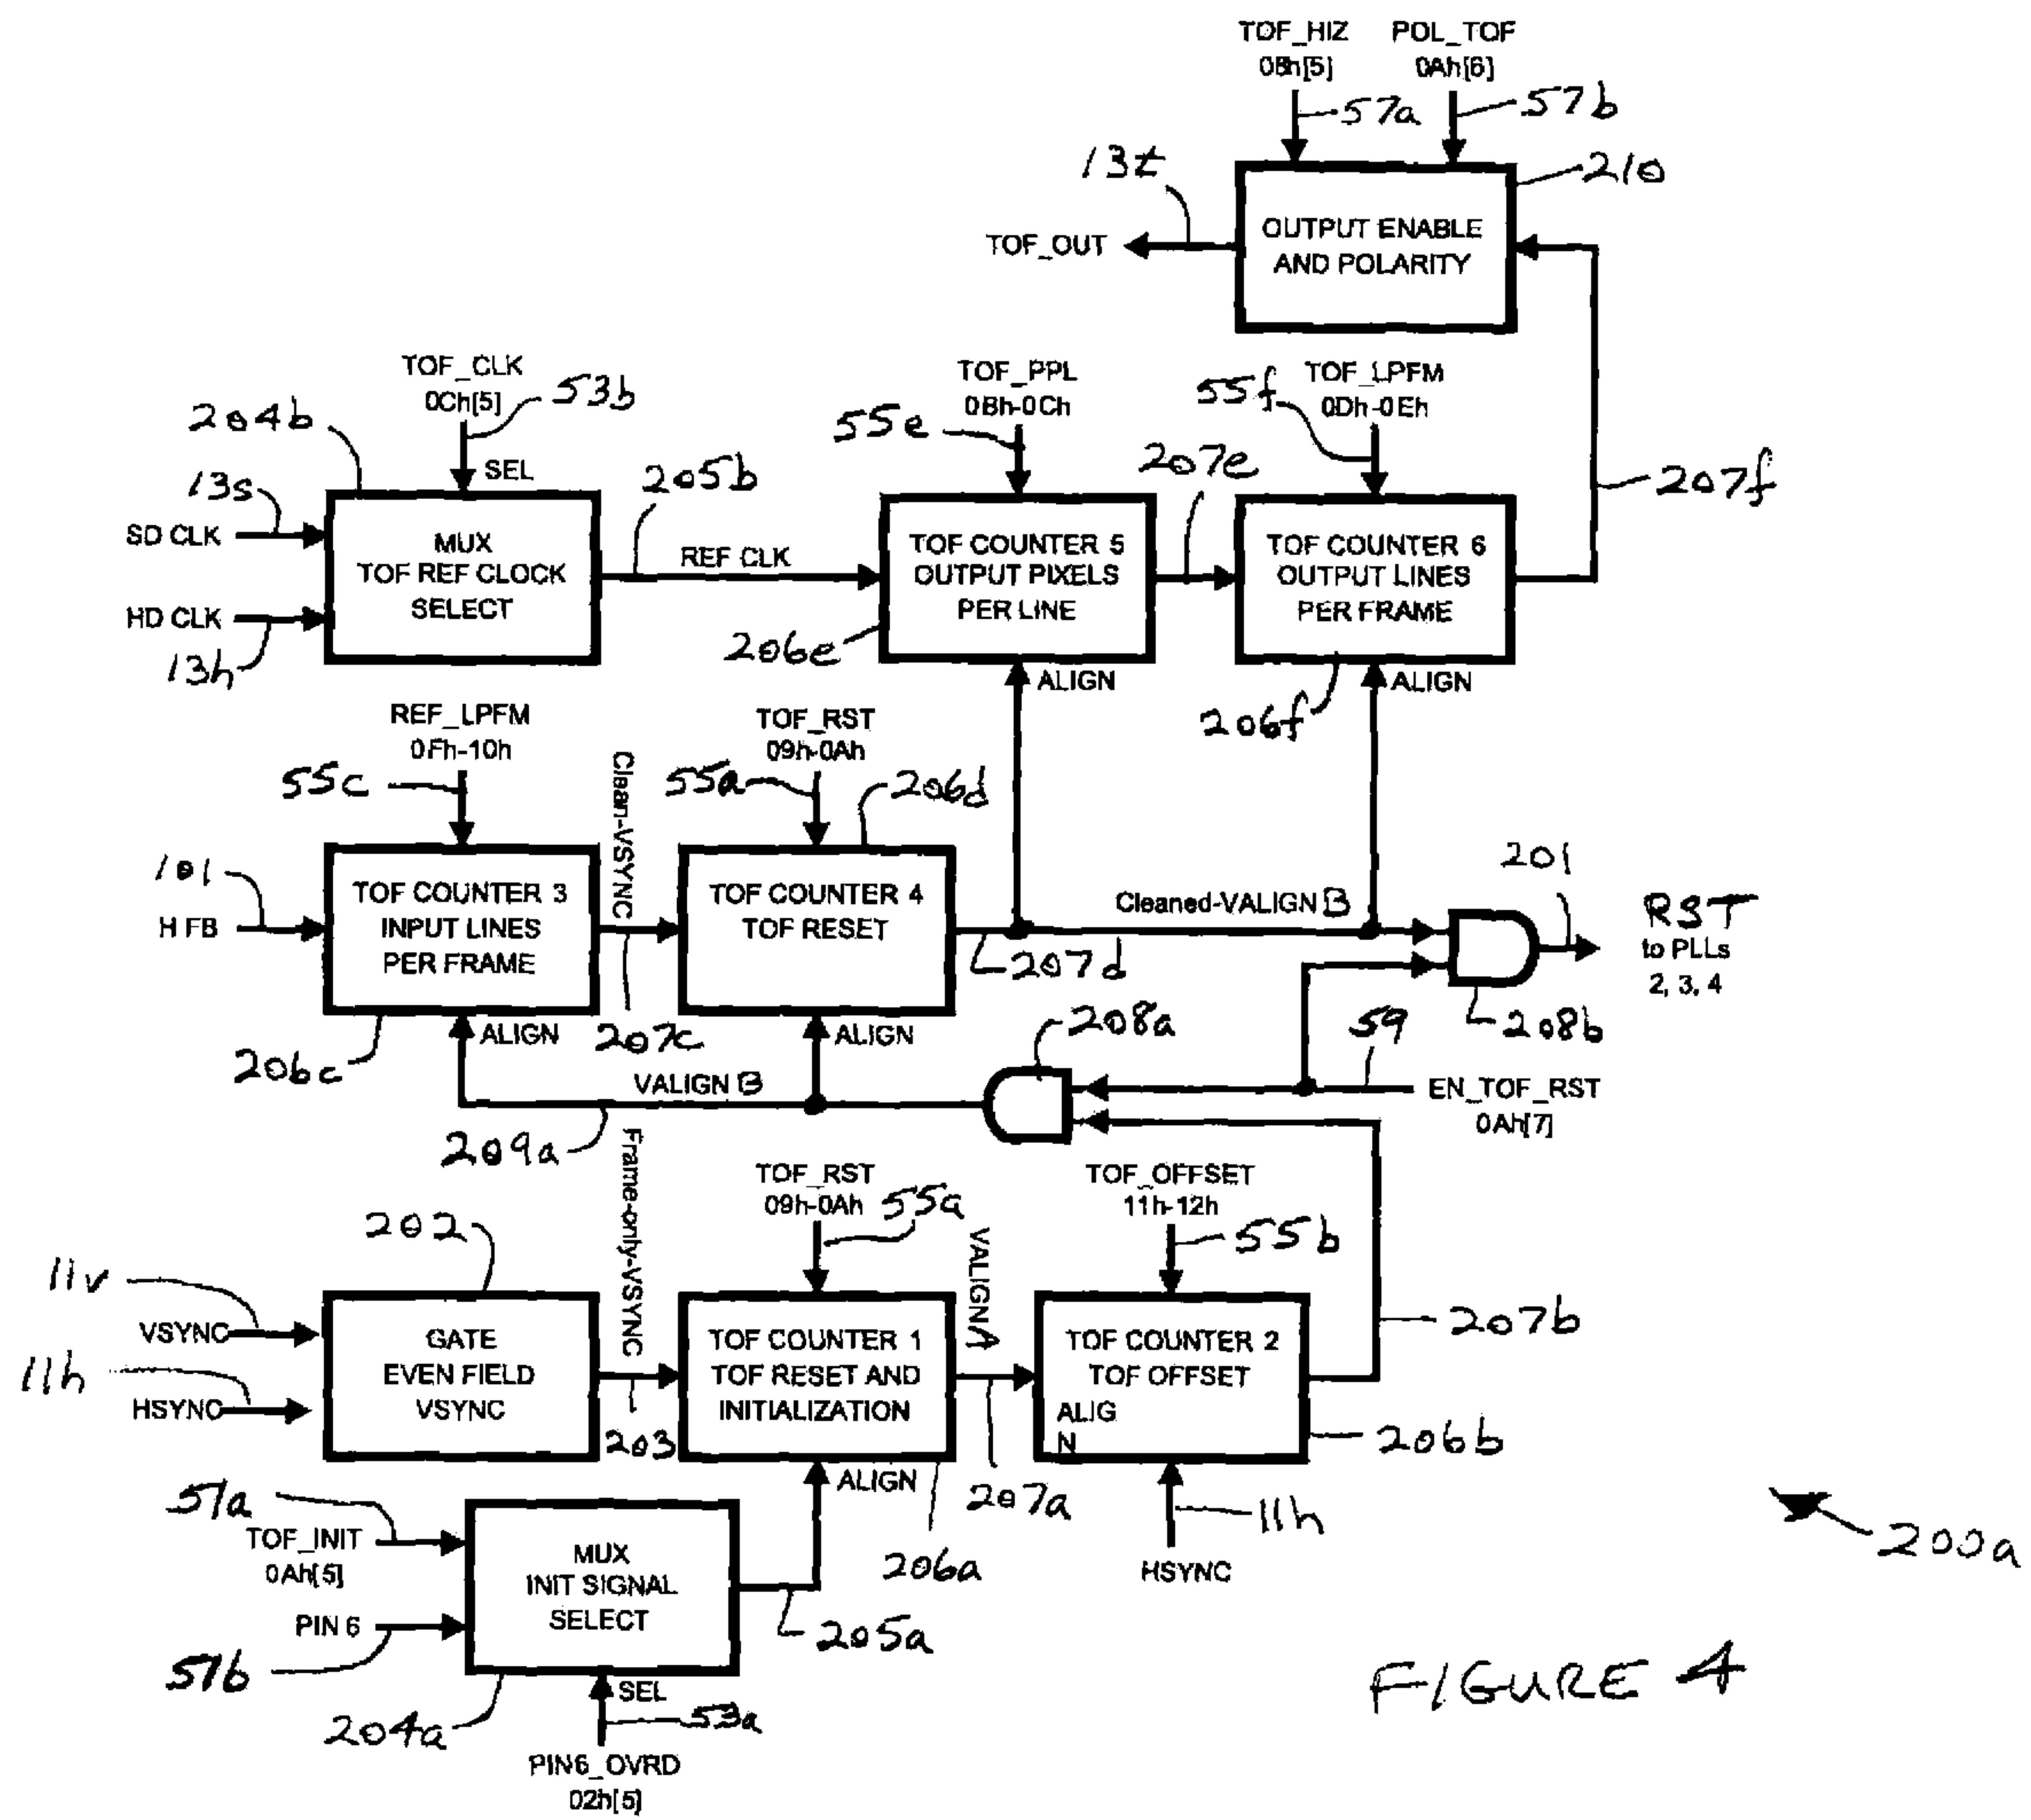 TOF_HIZ POL_TOF
0Bh[5] 0Ah[6]
57a 57b
13t
210
TOF_OUT
OUTPUT ENABLE
AND POLARITY
TOF_CLK
0Ch[5]
53b
204b
SEL
13s
SD CLK
HD CLK
13h
MUX
TOF REF CLOCK
SELECT
205b
REF CLK
TOF_PPL
0Bh-0Ch
55e
TOF COUNTER 5
OUTPUT PIXELS
PER LINE
206e
ALIGN
207e
TOF_LPFM
0Dh-0Eh
55f
TOF COUNTER 6
OUTPUT LINES
PER FRAME
206f
ALIGN
207f
REF_LPFM
0Fh-10h
55c
101
H FB
TOF COUNTER 3
INPUT LINES
PER FRAME
206c
ALIGN
Clean-VSYNC
207c
TOF_RST
09h-0Ah
55a
206d
TOF COUNTER 4
TOF RESET
ALIGN
207d
Cleaned-VALIGN B
201
RST
to PLLs
2, 3, 4
208b
208a
59
EN_TOF_RST
0Ah[7]
VALIGN B
209a
202
11v
VSYNC
11h
HSYNC
GATE
EVEN FIELD
VSYNC
Frame-only-VSYNC
203
TOF_RST
09h-0Ah
55a
TOF COUNTER 1
TOF RESET AND
INITIALIZATION
ALIGN
206a
VALIGN A
207a
TOF_OFFSET
11h-12h
55b
TOF COUNTER 2
TOF OFFSET
ALIG
N
207b
206b
11h
HSYNC
51a
TOF_INIT
0Ah[5]
PIN 6
51b
MUX
INIT SIGNAL
SELECT
205a
204a
SEL
53a
PIN6_OVRD
02h[5]
200a
FIGURE 4